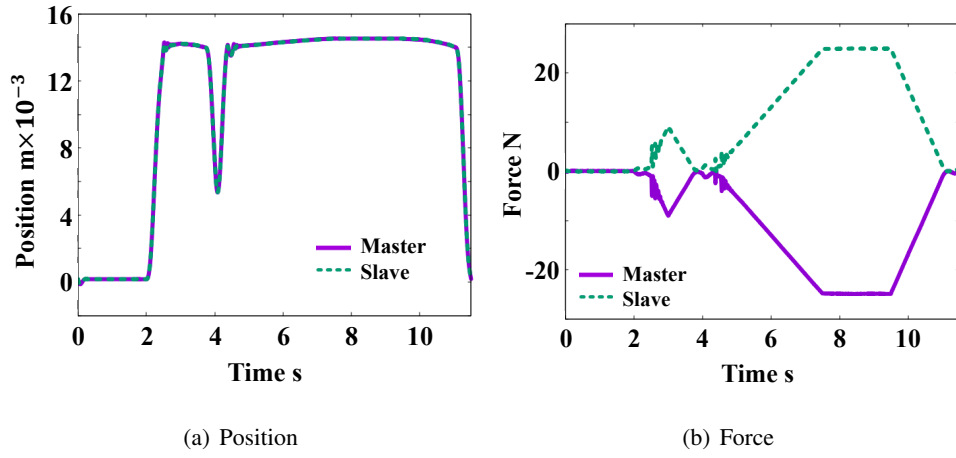 16
12
8
4
0
Position m×10⁻³
Master
Slave
0 2 4 6 8 10
Time s
(a) Position
20
0
-20
Force N
Master
Slave
0 2 4 6 8 10
Time s
(b) Force